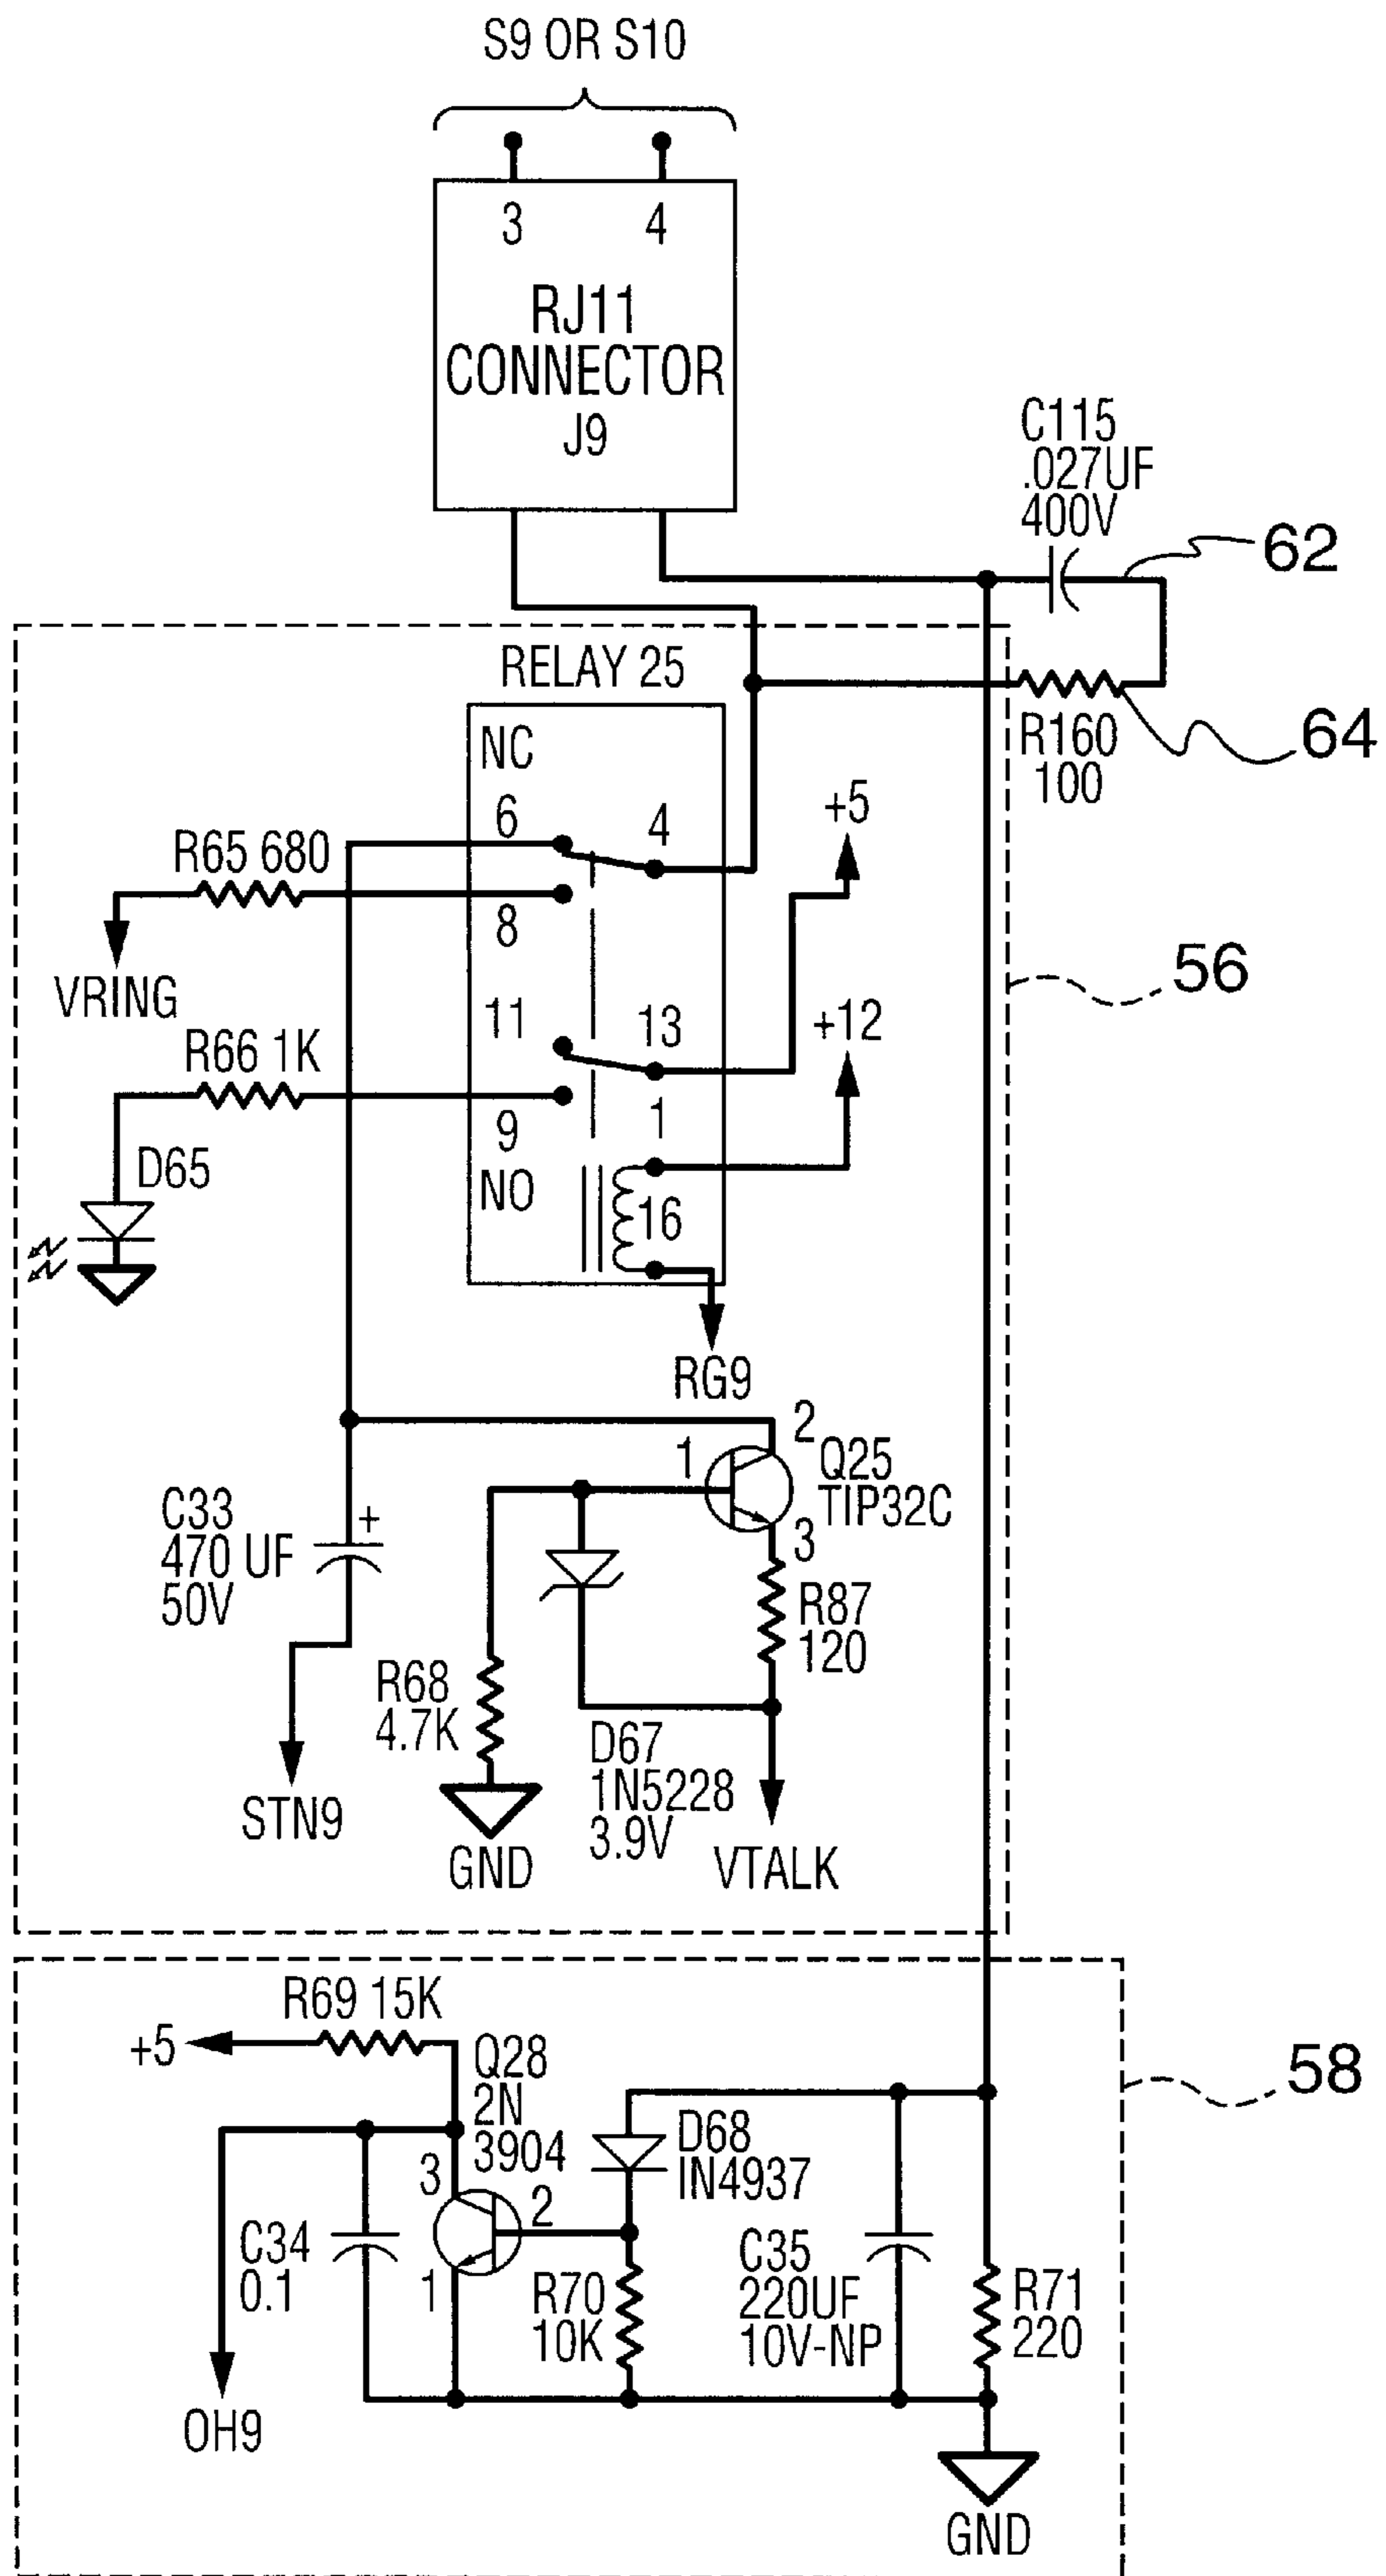 S9 OR S10
3 4
RJ11
CONNECTOR
J9
C115
.027UF
400V
62
RELAY 25
R160
100
64
NC
6
4
+5
R65 680
8
VRING
56
11
13
+12
R66 1K
9
1
D65
NO
16
RG9
2
1
Q25
TIP32C
C33
470 UF
50V
+
3
R87
120
R68
4.7K
D67
1N5228
3.9V
STN9
GND
VTALK
R69 15K
+5
Q28
2N
3904
58
D68
IN4937
3
2
C34
0.1
1
R70
10K
C35
220UF
10V-NP
R71
220
OH9
GND